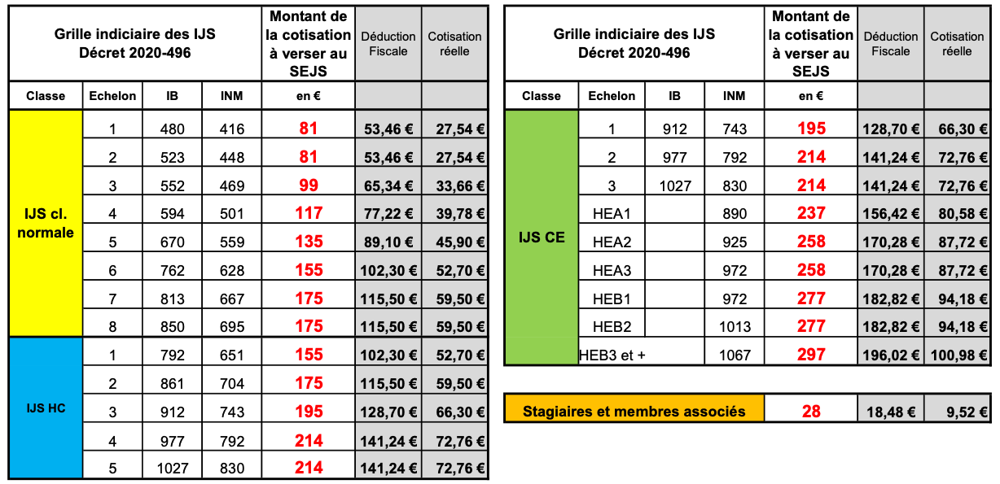 Grille indiciaire des IJS
Décret 2020-496
Montant de
la cotisation
à verser au
SEJS
Déduction
Fiscale
Cotisation
réelle
Classe Echelon IB INM en €
IJS cl.
normale
1 480 416 81 53,46 € 27,54 €
2 523 448 81 53,46 € 27,54 €
3 552 469 99 65,34 € 33,66 €
4 594 501 117 77,22 € 39,78 €
5 670 559 135 89,10 € 45,90 €
6 762 628 155 102,30 € 52,70 €
7 813 667 175 115,50 € 59,50 €
8 850 695 175 115,50 € 59,50 €
IJS HC
1 792 651 155 102,30 € 52,70 €
2 861 704 175 115,50 € 59,50 €
3 912 743 195 128,70 € 66,30 €
4 977 792 214 141,24 € 72,76 €
5 1027 830 214 141,24 € 72,76 €
Grille indiciaire des IJS
Décret 2020-496
Montant de
la cotisation
à verser au
SEJS
Déduction
Fiscale
Cotisation
réelle
Classe Echelon IB INM en €
IJS CE
1 912 743 195 128,70 € 66,30 €
2 977 792 214 141,24 € 72,76 €
3 1027 830 214 141,24 € 72,76 €
HEA1 890 237 156,42 € 80,58 €
HEA2 925 258 170,28 € 87,72 €
HEA3 972 258 170,28 € 87,72 €
HEB1 972 277 182,82 € 94,18 €
HEB2 1013 277 182,82 € 94,18 €
HEB3 et + 1067 297 196,02 € 100,98 €
Stagiaires et membres associés 28 18,48 € 9,52 €